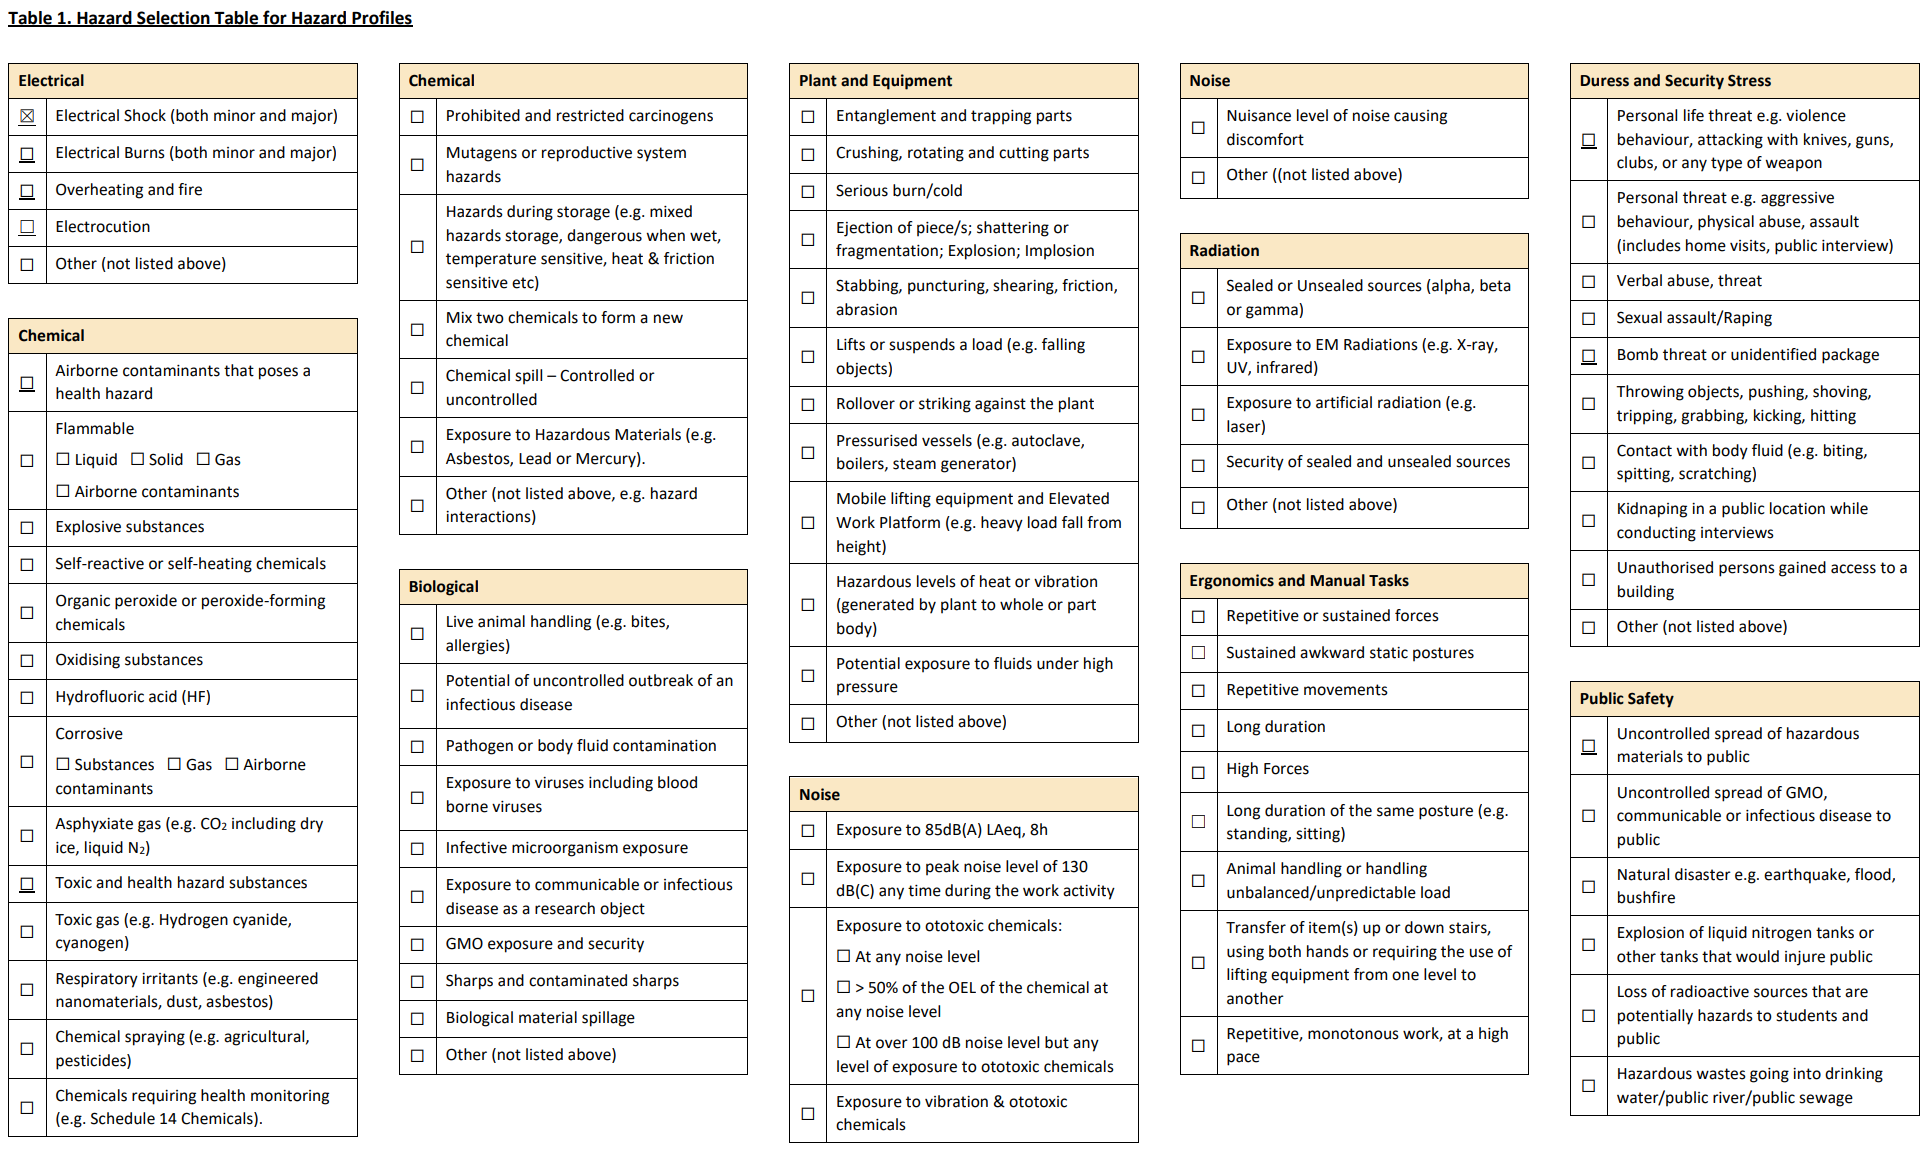 Table 1. Hazard Selection Table for Hazard Profiles
Electrical
☒ Electrical Shock (both minor and major)
☐ Electrical Burns (both minor and major)
☐ Overheating and fire
☐ Electrocution
☐ Other (not listed above)
Chemical
☐ Airborne contaminants that poses a
health hazard
☐ Flammable
☐ Liquid ☐ Solid ☐ Gas
☐ Airborne contaminants
☐ Explosive substances
☐ Self-reactive or self-heating chemicals
☐ Organic peroxide or peroxide-forming
chemicals
☐ Oxidising substances
☐ Hydrofluoric acid (HF)
☐ Corrosive
☐ Substances ☐ Gas ☐ Airborne
contaminants
☐ Asphyxiate gas (e.g. CO₂ including dry
ice, liquid N₂)
☐ Toxic and health hazard substances
☐ Toxic gas (e.g. Hydrogen cyanide,
cyanogen)
☐ Respiratory irritants (e.g. engineered
nanomaterials, dust, asbestos)
☐ Chemical spraying (e.g. agricultural,
pesticides)
☐ Chemicals requiring health monitoring
(e.g. Schedule 14 Chemicals).
Chemical
☐ Prohibited and restricted carcinogens
☐ Mutagens or reproductive system
hazards
☐ Hazards during storage (e.g. mixed
hazards storage, dangerous when wet,
temperature sensitive, heat & friction
sensitive etc)
☐ Mix two chemicals to form a new
chemical
☐ Chemical spill – Controlled or
uncontrolled
☐ Exposure to Hazardous Materials (e.g.
Asbestos, Lead or Mercury).
☐ Other (not listed above, e.g. hazard
interactions)
Biological
☐ Live animal handling (e.g. bites,
allergies)
☐ Potential of uncontrolled outbreak of an
infectious disease
☐ Pathogen or body fluid contamination
☐ Exposure to viruses including blood
borne viruses
☐ Infective microorganism exposure
☐ Exposure to communicable or infectious
disease as a research object
☐ GMO exposure and security
☐ Sharps and contaminated sharps
☐ Biological material spillage
☐ Other (not listed above)
Plant and Equipment
☐ Entanglement and trapping parts
☐ Crushing, rotating and cutting parts
☐ Serious burn/cold
☐ Ejection of piece/s; shattering or
fragmentation; Explosion; Implosion
☐ Stabbing, puncturing, shearing, friction,
abrasion
☐ Lifts or suspends a load (e.g. falling
objects)
☐ Rollover or striking against the plant
☐ Pressurised vessels (e.g. autoclave,
boilers, steam generator)
☐ Mobile lifting equipment and Elevated
Work Platform (e.g. heavy load fall from
height)
☐ Hazardous levels of heat or vibration
(generated by plant to whole or part
body)
☐ Potential exposure to fluids under high
pressure
☐ Other (not listed above)
Noise
☐ Exposure to 85dB(A) LAeq, 8h
☐ Exposure to peak noise level of 130
dB(C) any time during the work activity
☐ Exposure to ototoxic chemicals:
☐ At any noise level
☐ > 50% of the OEL of the chemical at
any noise level
☐ At over 100 dB noise level but any
level of exposure to ototoxic chemicals
☐ Exposure to vibration & ototoxic
chemicals
Noise
☐ Nuisance level of noise causing
discomfort
☐ Other ((not listed above)
Radiation
☐ Sealed or Unsealed sources (alpha, beta
or gamma)
☐ Exposure to EM Radiations (e.g. X-ray,
UV, infrared)
☐ Exposure to artificial radiation (e.g.
laser)
☐ Security of sealed and unsealed sources
☐ Other (not listed above)
Ergonomics and Manual Tasks
☐ Repetitive or sustained forces
☐ Sustained awkward static postures
☐ Repetitive movements
☐ Long duration
☐ High Forces
☐ Long duration of the same posture (e.g.
standing, sitting)
☐ Animal handling or handling
unbalanced/unpredictable load
☐ Transfer of item(s) up or down stairs,
using both hands or requiring the use of
lifting equipment from one level to
another
☐ Repetitive, monotonous work, at a high
pace
Duress and Security Stress
☐ Personal life threat e.g. violence
behaviour, attacking with knives, guns,
clubs, or any type of weapon
☐ Personal threat e.g. aggressive
behaviour, physical abuse, assault
(includes home visits, public interview)
☐ Verbal abuse, threat
☐ Sexual assault/Raping
☐ Bomb threat or unidentified package
☐ Throwing objects, pushing, shoving,
tripping, grabbing, kicking, hitting
☐ Contact with body fluid (e.g. biting,
spitting, scratching)
☐ Kidnaping in a public location while
conducting interviews
☐ Unauthorised persons gained access to a
building
☐ Other (not listed above)
Public Safety
☐ Uncontrolled spread of hazardous
materials to public
☐ Uncontrolled spread of GMO,
communicable or infectious disease to
public
☐ Natural disaster e.g. earthquake, flood,
bushfire
☐ Explosion of liquid nitrogen tanks or
other tanks that would injure public
☐ Loss of radioactive sources that are
potentially hazards to students and
public
☐ Hazardous wastes going into drinking
water/public river/public sewage